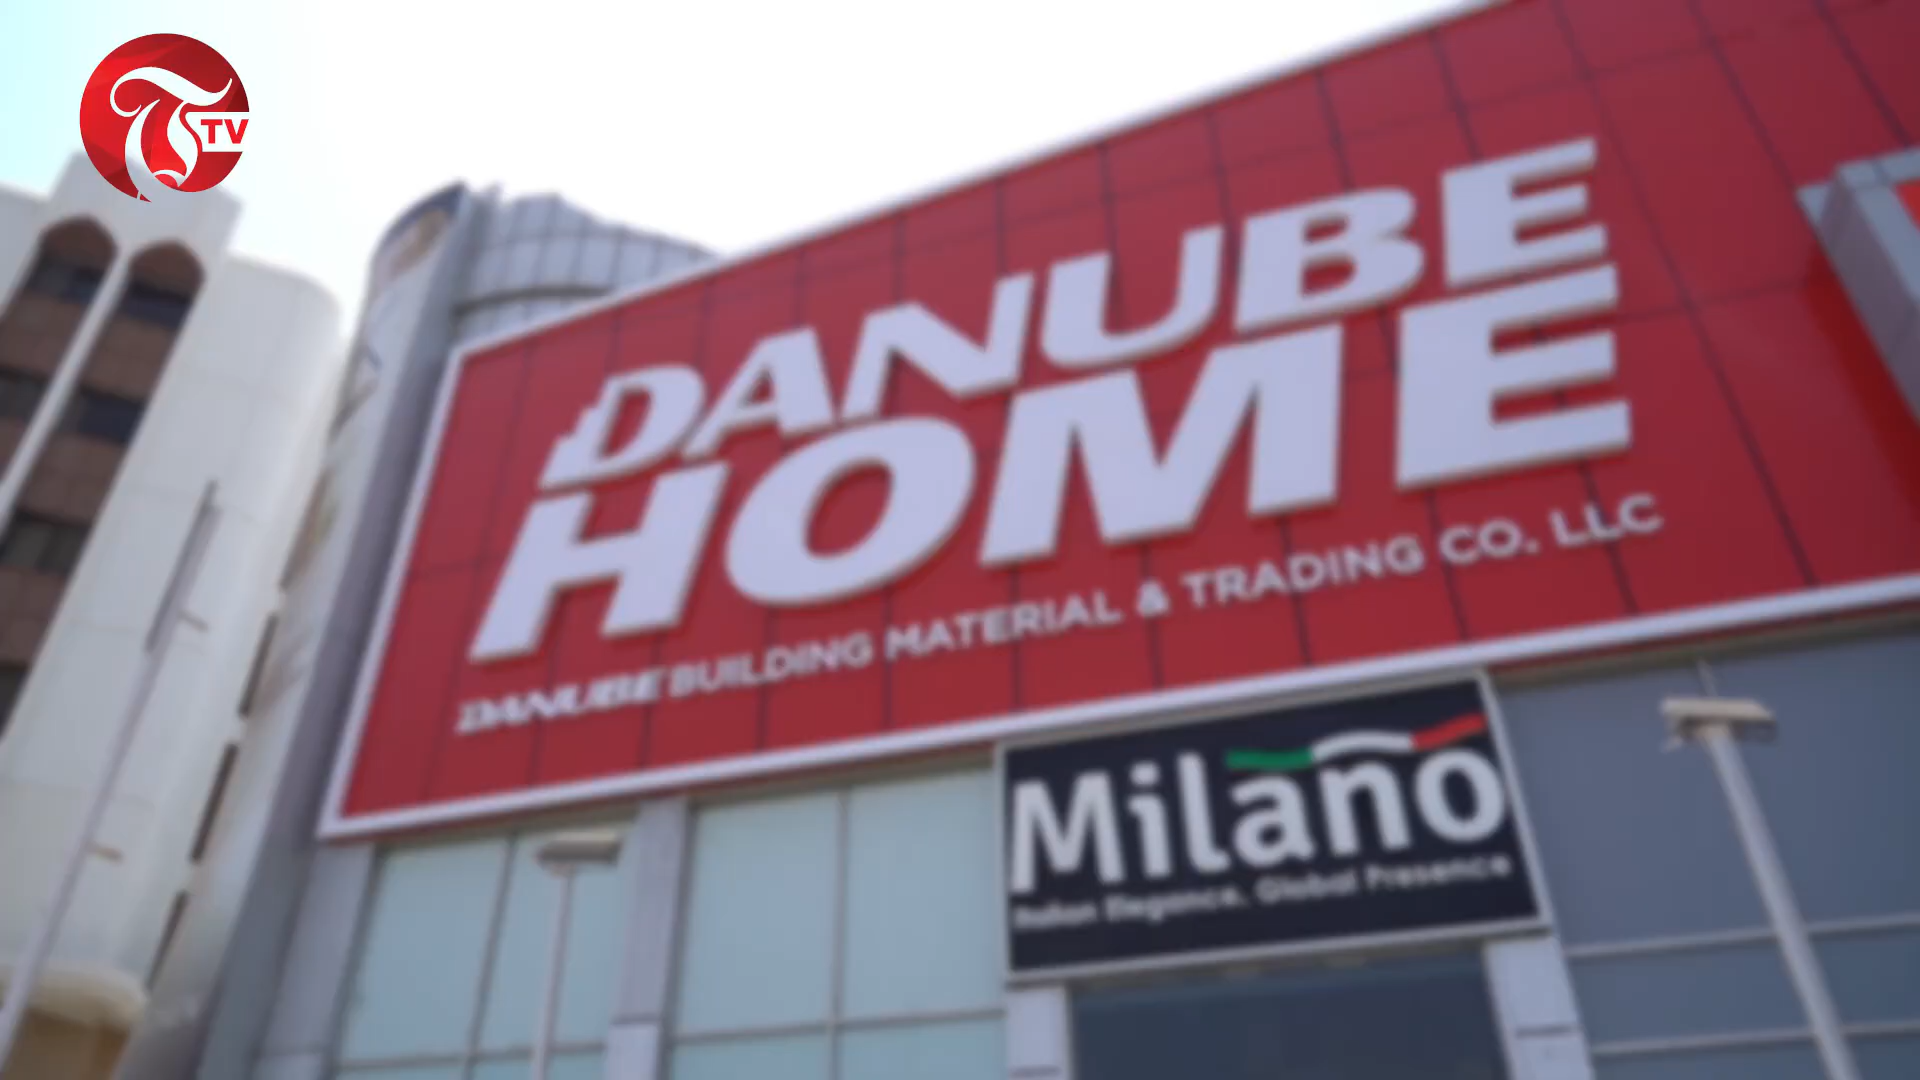 TV
DANUBE
HOME
DANUBE BUILDING MATERIAL & TRADING CO. LLC
Milano
Italian Elegance. Global Presence